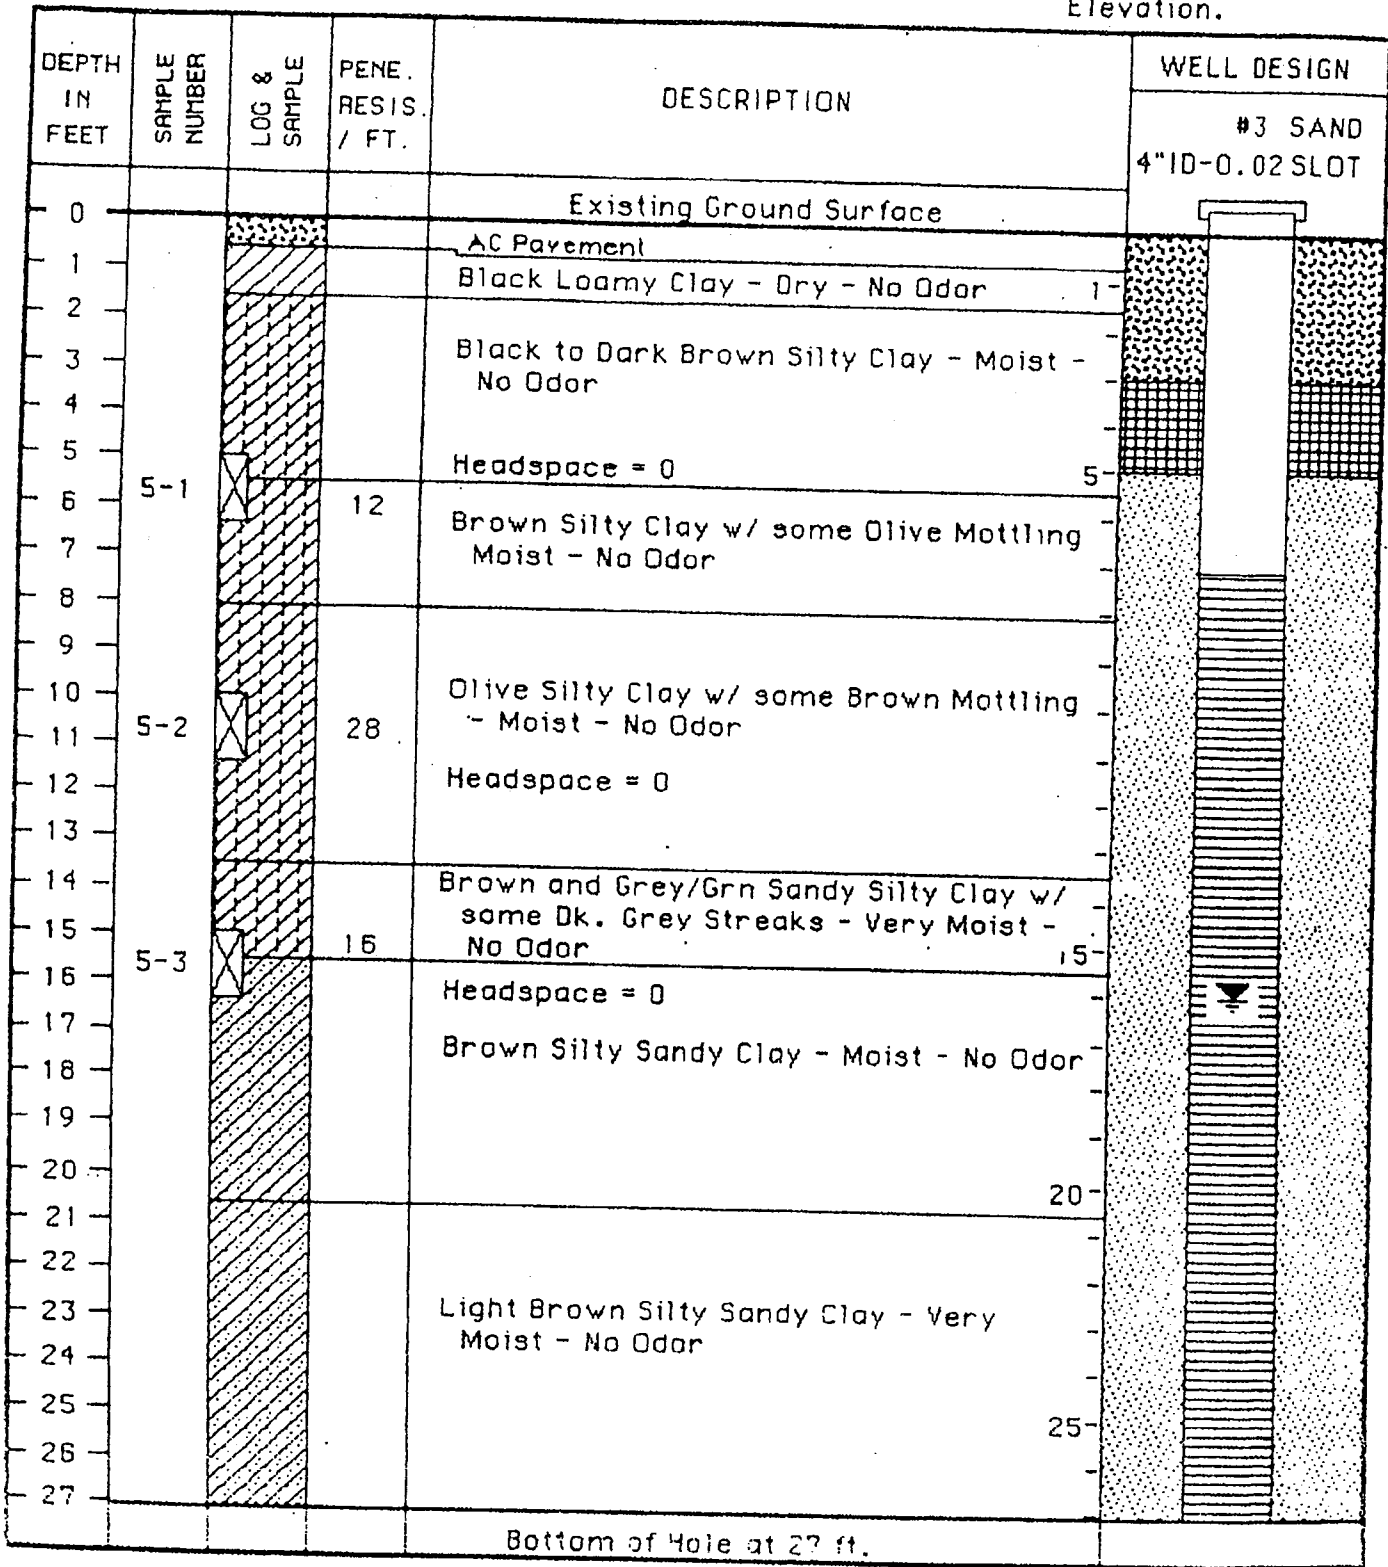 Elevation.
DEPTH IN FEET
SAMPLE NUMBER
LOG & SAMPLE
PENE. RESIS. / FT.
DESCRIPTION
WELL DESIGN
#3 SAND
4"ID-0.02 SLOT
Existing Ground Surface
0
AC Pavement
1
Black Loamy Clay - Dry - No Odor
1
2
3
Black to Dark Brown Silty Clay - Moist -
No Odor
4
5
Headspace = 0
5
S-1
6
12
Brown Silty Clay w/ some Olive Mottling
7
Moist - No Odor
8
9
10
Olive Silty Clay w/ some Brown Mottling
- Moist - No Odor
S-2
11
28
12
Headspace = 0
13
14
Brown and Grey/Grn Sandy Silty Clay w/
15
some Dk. Grey Streaks - Very Moist -
16
No Odor
15
S-3
16
Headspace = 0
17
Brown Silty Sandy Clay - Moist - No Odor
18
19
20
20
21
22
23
Light Brown Silty Sandy Clay - Very
24
Moist - No Odor
25
25
26
27
Bottom of Hole at 27 ft.